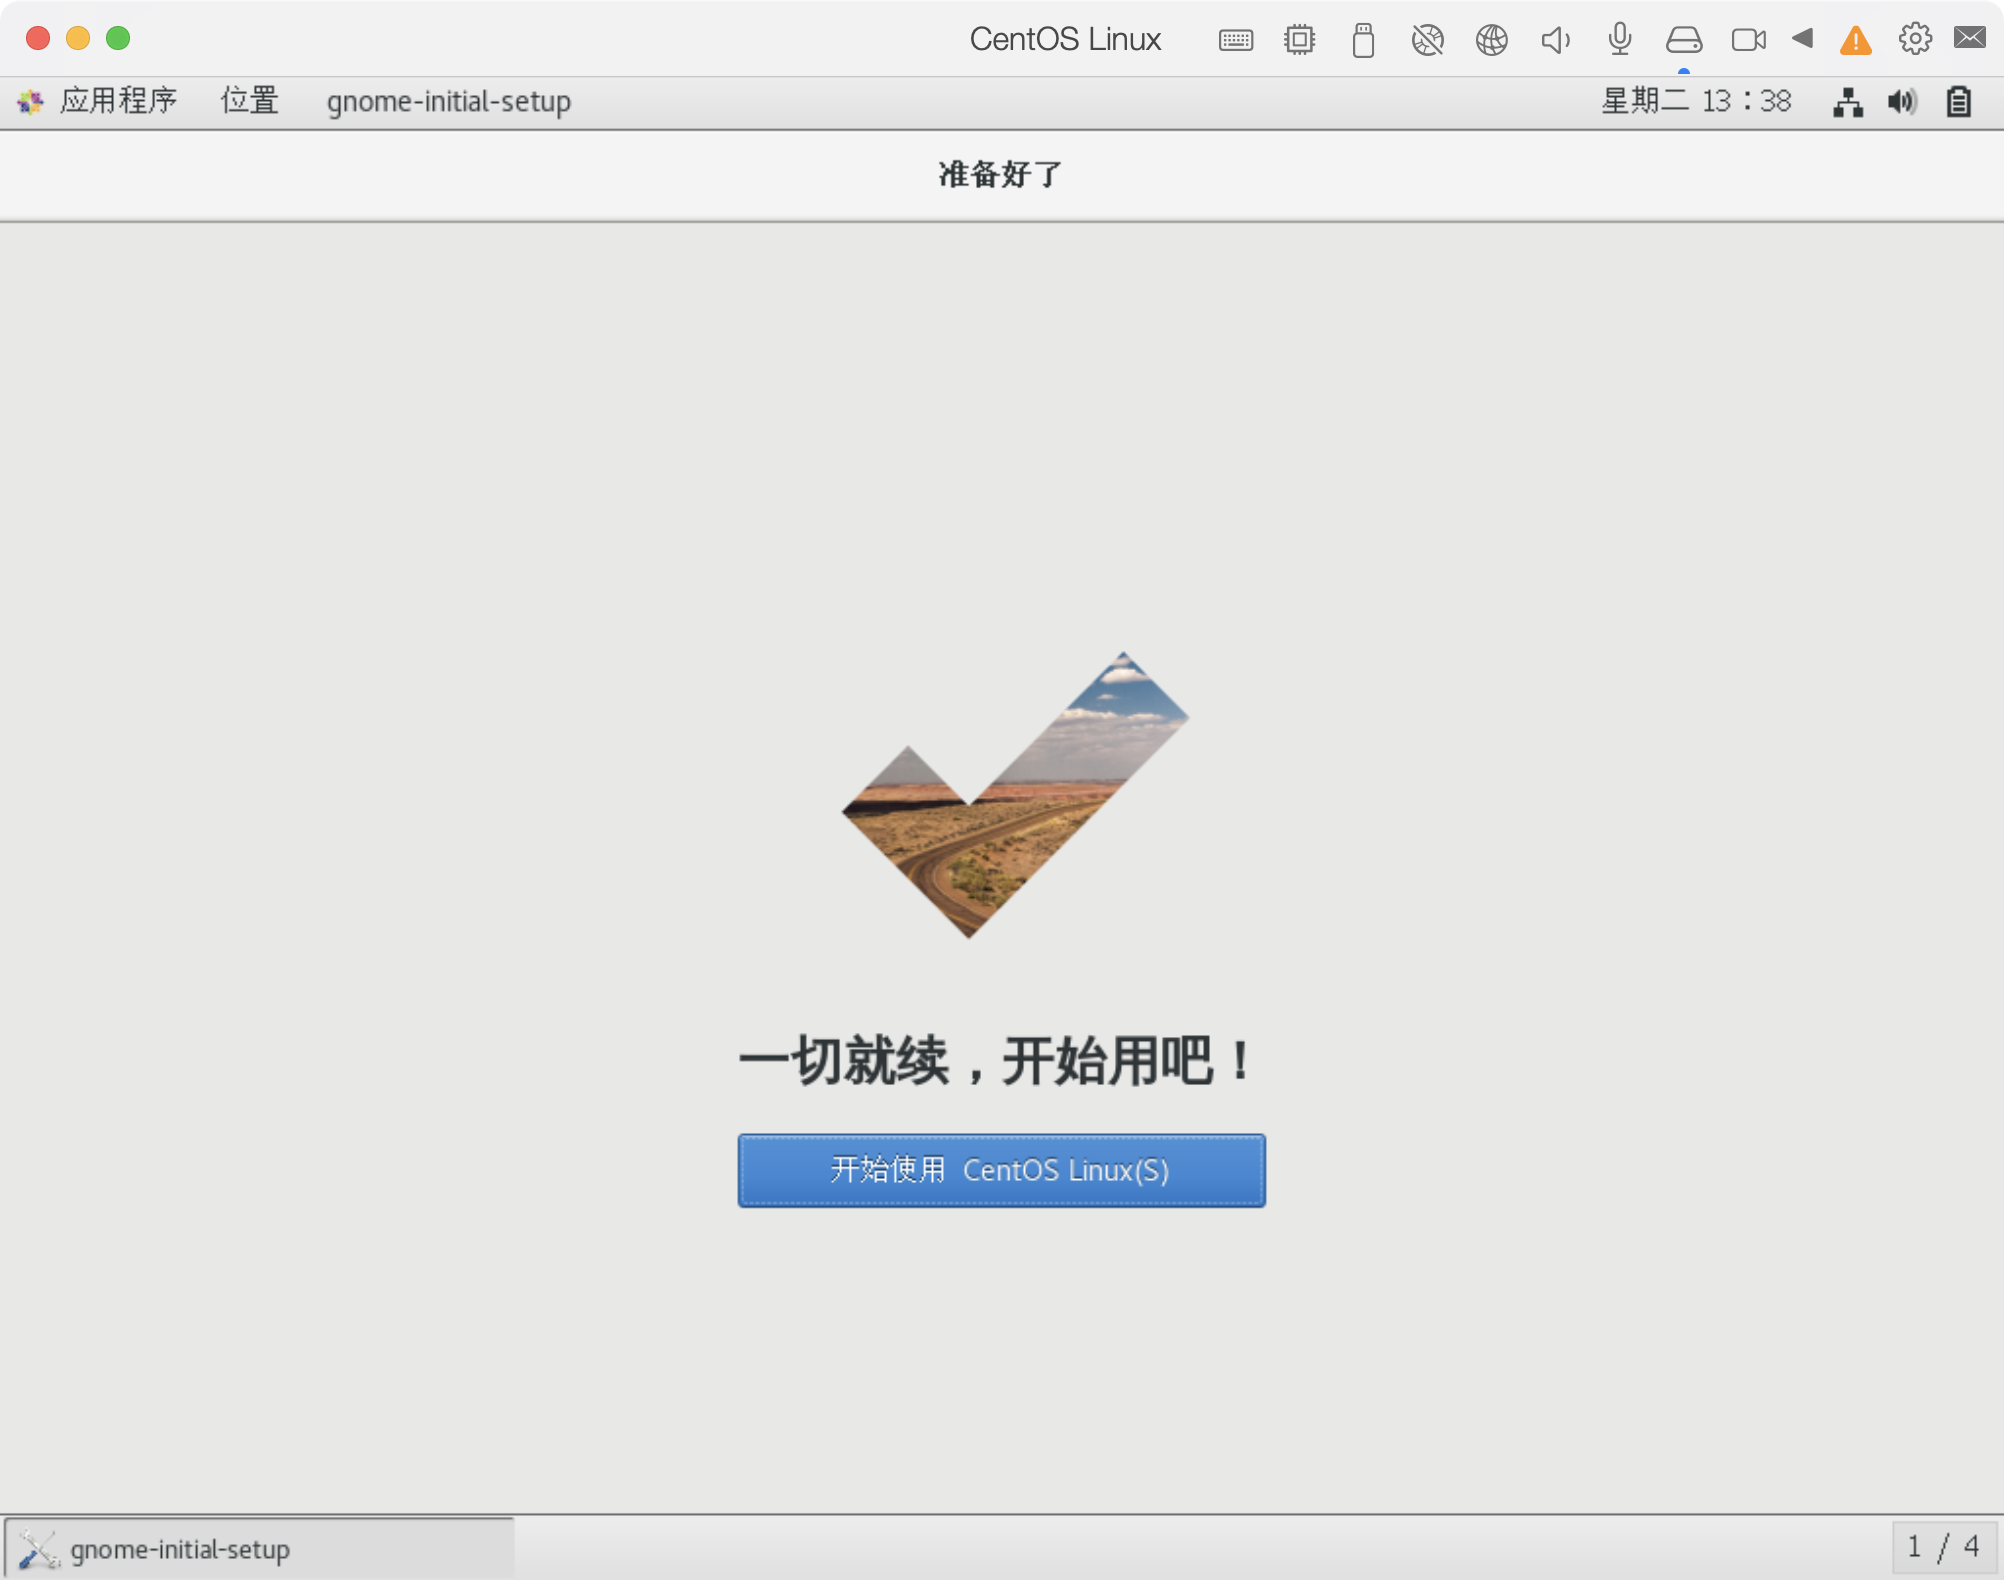 CentOS Linux
应用程序 位置 gnome-initial-setup 星期二 13：38
准备好了
一切就绪，开始用吧！
开始使用 CentOS Linux(S)
gnome-initial-setup 1 / 4